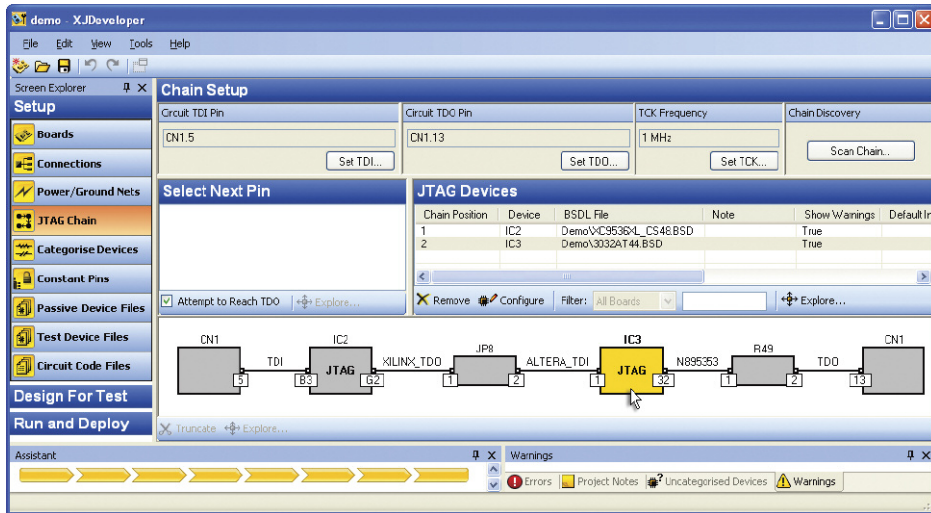 demo - XJDeveloper
File Edit View Tools Help
Screen Explorer
Setup
Boards
Connections
Power/Ground Nets
JTAG Chain
Categorise Devices
Constant Pins
Passive Device Files
Test Device Files
Circuit Code Files
Design For Test
Run and Deploy
Chain Setup
Circuit TDI Pin
CN1.5
Set TDI...
Circuit TDO Pin
CN1.13
Set TDO...
TCK Frequency
1 MHz
Set TCK...
Chain Discovery
Scan Chain...
Select Next Pin
Attempt to Reach TDO Explore...
JTAG Devices
Chain Position Device BSDL File Note Show Warnings Default In
1 IC2 Demo\XC9536XL_CS48.BSD True
2 IC3 Demo\3032AT44.BSD True
Remove Configure Filter: All Boards Explore...
CN1 IC2 JP8 IC3 R49 CN1
TDI XILINX_TDO ALTERA_TDI N895353 TDO
JTAG JTAG
5 B3 G2 1 2 1 32 1 2 13
Truncate Explore...
Assistant
Warnings
Errors Project Notes Uncategorised Devices Warnings